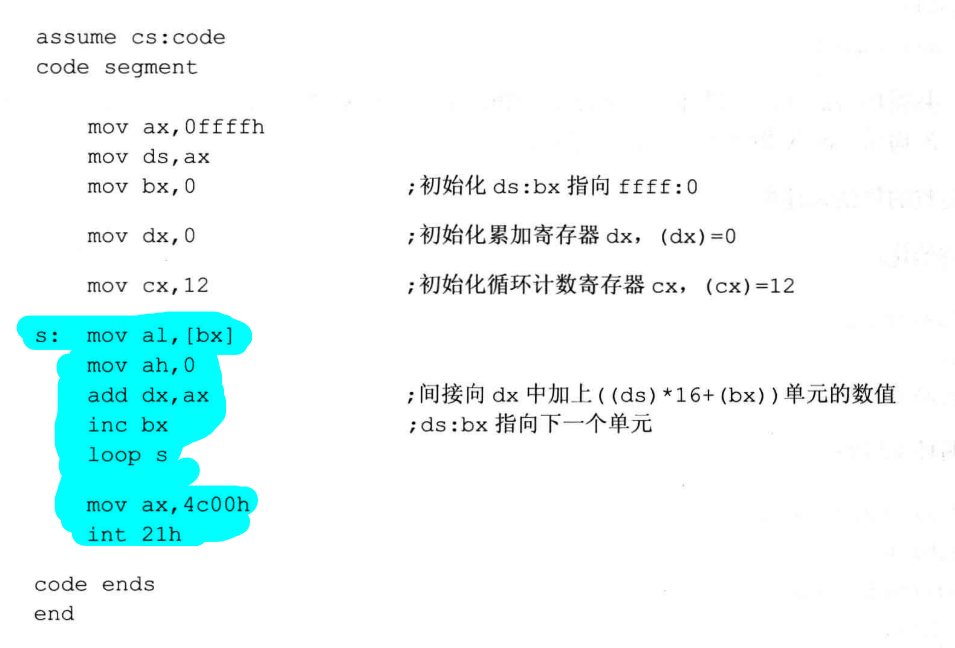 assume cs:code
code segment
mov ax,0ffffh
mov ds,ax
mov bx,0 ;初始化 ds:bx 指向 ffff:0
mov dx,0 ;初始化累加寄存器 dx，(dx)=0
mov cx,12 ;初始化循环计数寄存器 cx，(cx)=12
s: mov al,[bx]
mov ah,0
add dx,ax ;间接向 dx 中加上((ds)*16+(bx))单元的数值
inc bx ;ds:bx 指向下一个单元
loop s
mov ax,4c00h
int 21h
code ends
end